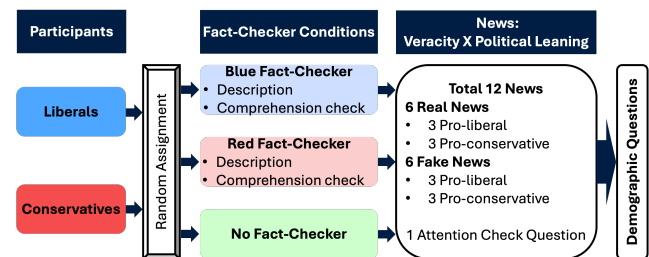 Participants
Fact-Checker Conditions
News:
Veracity X Political Leaning
Liberals
Conservatives
Random Assignment
Blue Fact-Checker
• Description
• Comprehension check
Red Fact-Checker
• Description
• Comprehension check
No Fact-Checker
Total 12 News
6 Real News
• 3 Pro-liberal
• 3 Pro-conservative
6 Fake News
• 3 Pro-liberal
• 3 Pro-conservative
1 Attention Check Question
Demographic Questions